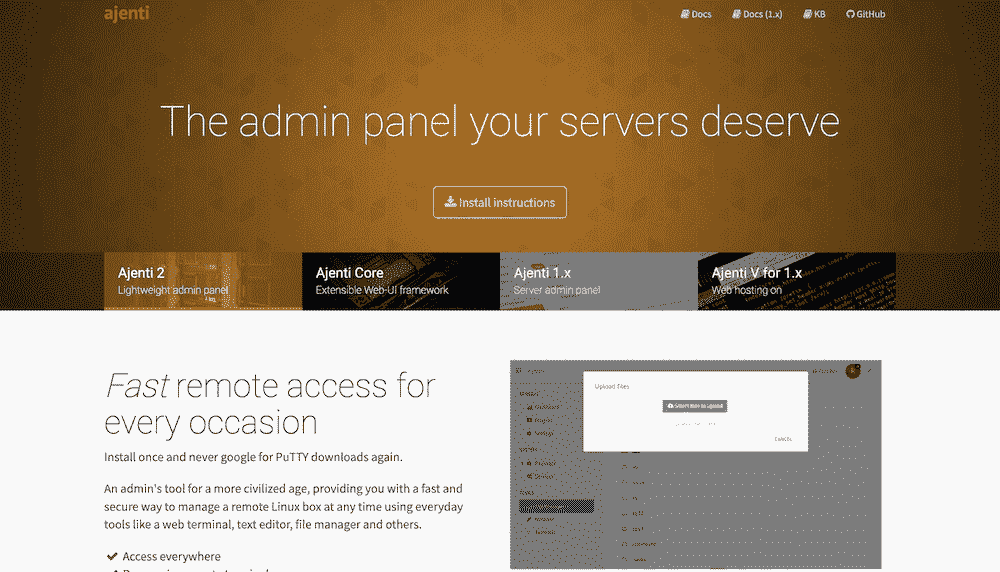 ajenti
Docs
Docs (1.x)
KB
GitHub
The admin panel your servers deserve
Install instructions
Ajenti 2
Lightweight admin panel
Ajenti Core
Extensible Web-UI framework
Ajenti 1.x
Server admin panel
Ajenti V for 1.x
Web hosting on
Fast remote access for
every occasion
Install once and never google for PuTTY downloads again.
An admin's tool for a more civilized age, providing you with a fast and
secure way to manage a remote Linux box at any time using everyday
tools like a web terminal, text editor, file manager and others.
Access everywhere
Upload files